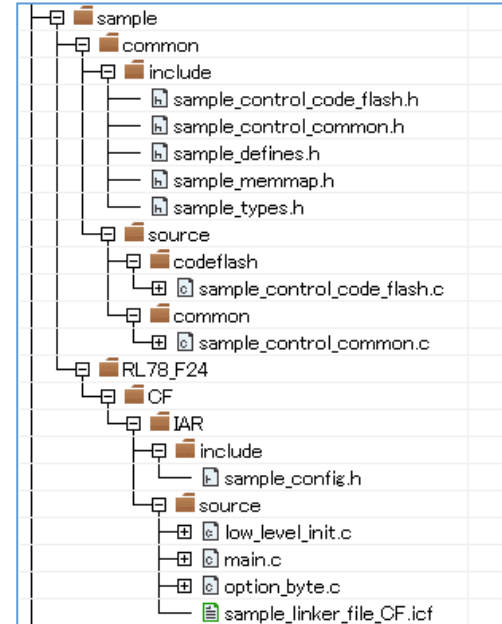 sample
common
include
sample_control_code_flash.h
sample_control_common.h
sample_defines.h
sample_memmap.h
sample_types.h
source
codeflash
sample_control_code_flash.c
common
sample_control_common.c
RL78_F24
CF
IAR
include
sample_config.h
source
low_level_init.c
main.c
option_byte.c
sample_linker_file_CF.icf